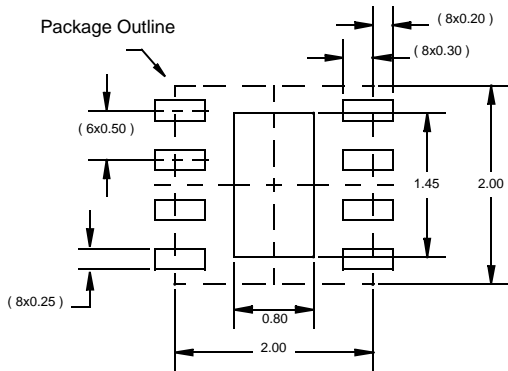 ( 8x0.20 )
Package Outline
( 8x0.30 )
( 6x0.50 )
1.45
2.00
( 8x0.25 )
0.80
2.00